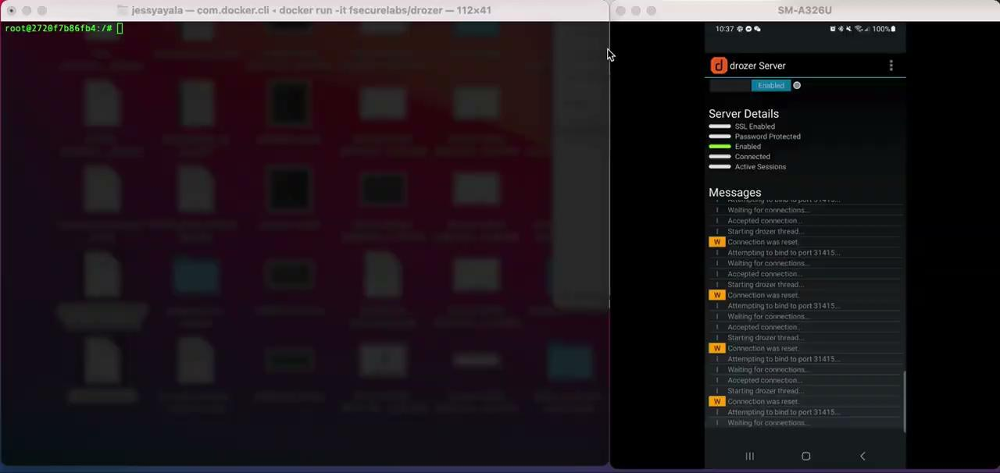 jessyayala — com.docker.cli ◂ docker run -it fsecurelabs/drozer — 112×41
root@2720f7b86fb4:/#
SM-A326U
10:37
100%
d drozer Server
Enabled
Server Details
SSL Enabled
Password Protected
Enabled
Connected
Active Sessions
Messages
I Attempting to bind to port 31415...
I Waiting for connections...
I Accepted connection...
I Starting drozer thread...
W Connection was reset.
I Attempting to bind to port 31415...
I Waiting for connections...
I Accepted connection...
I Starting drozer thread...
W Connection was reset.
I Attempting to bind to port 31415...
I Waiting for connections...
I Accepted connection...
I Starting drozer thread...
W Connection was reset.
I Attempting to bind to port 31415...
I Waiting for connections...
I Accepted connection...
I Starting drozer thread...
W Connection was reset.
I Attempting to bind to port 31415...
I Waiting for connections...